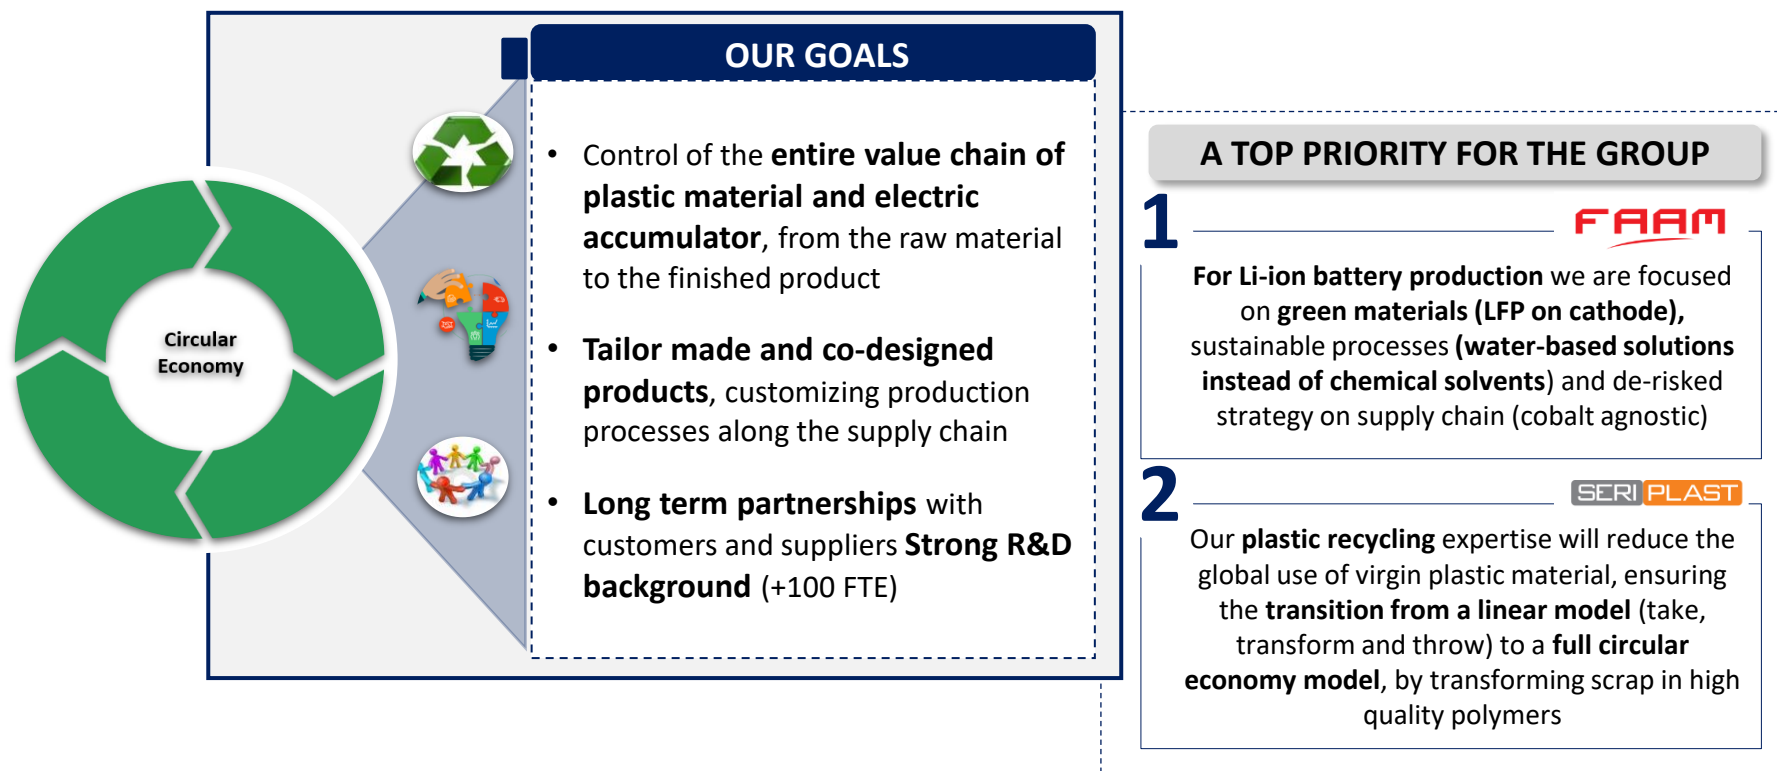 OUR GOALS
Circular
Economy
• Control of the entire value chain of
plastic material and electric
accumulator, from the raw material
to the finished product
• Tailor made and co-designed
products, customizing production
processes along the supply chain
• Long term partnerships with
customers and suppliers Strong R&D
background (+100 FTE)
A TOP PRIORITY FOR THE GROUP
1
FAAM
For Li-ion battery production we are focused
on green materials (LFP on cathode),
sustainable processes (water-based solutions
instead of chemical solvents) and de-risked
strategy on supply chain (cobalt agnostic)
2
SERI PLAST
Our plastic recycling expertise will reduce the
global use of virgin plastic material, ensuring
the transition from a linear model (take,
transform and throw) to a full circular
economy model, by transforming scrap in high
quality polymers